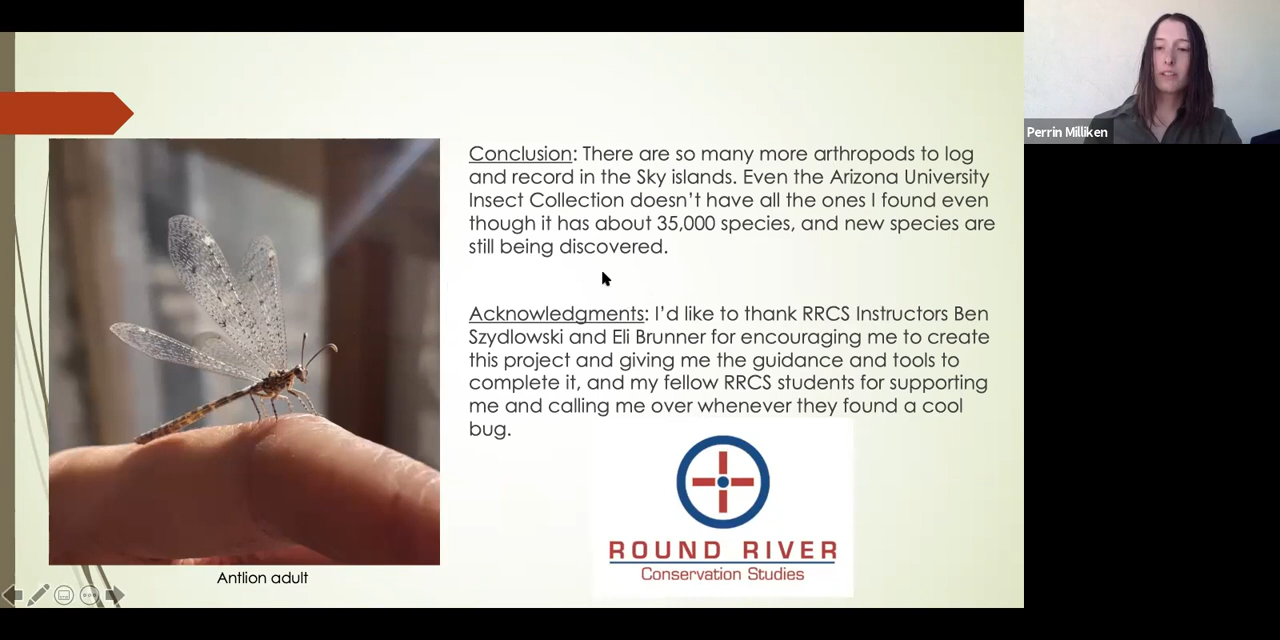 Perrin Milliken
Conclusion: There are so many more arthropods to log
and record in the Sky islands. Even the Arizona University
Insect Collection doesn’t have all the ones I found even
though it has about 35,000 species, and new species are
still being discovered.
Acknowledgments: I’d like to thank RRCS Instructors Ben
Szydlowski and Eli Brunner for encouraging me to create
this project and giving me the guidance and tools to
complete it, and my fellow RRCS students for supporting
me and calling me over whenever they found a cool
bug.
ROUND RIVER
Conservation Studies
Antlion adult